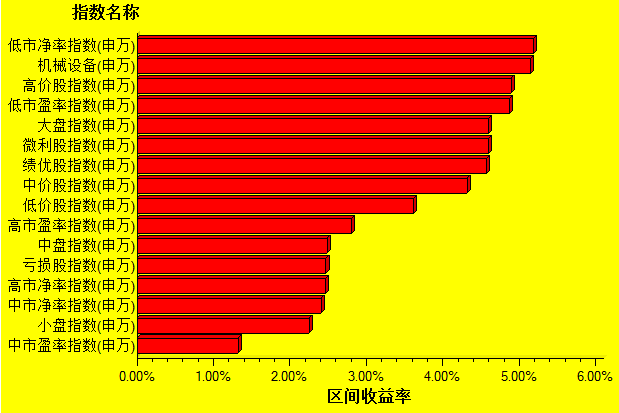 指数名称
低市净率指数(申万)
机械设备(申万)
高价股指数(申万)
低市盈率指数(申万)
大盘指数(申万)
微利股指数(申万)
绩优股指数(申万)
中价股指数(申万)
低价股指数(申万)
高市盈率指数(申万)
中盘指数(申万)
亏损股指数(申万)
高市净率指数(申万)
中市净率指数(申万)
小盘指数(申万)
中市盈率指数(申万)
0.00% 1.00% 2.00% 3.00% 4.00% 5.00% 6.00%
区间收益率